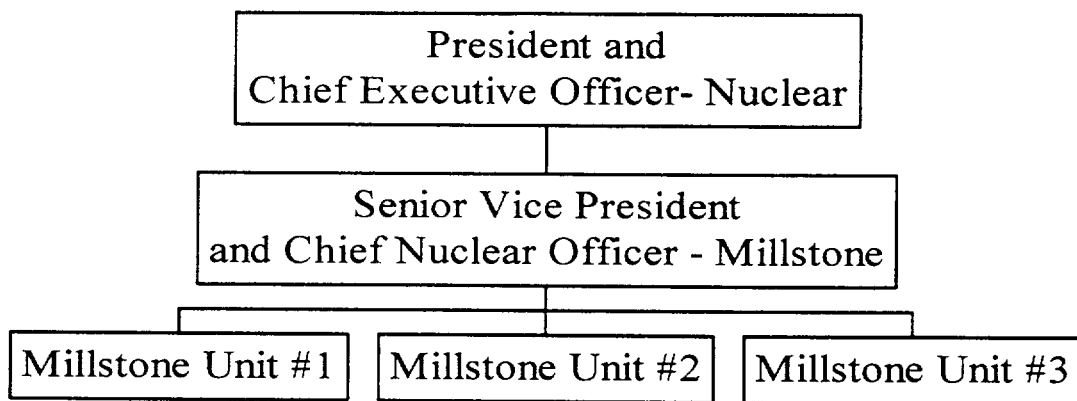 President and
Chief Executive Officer- Nuclear
Senior Vice President
and Chief Nuclear Officer - Millstone
Millstone Unit #1
Millstone Unit #2
Millstone Unit #3